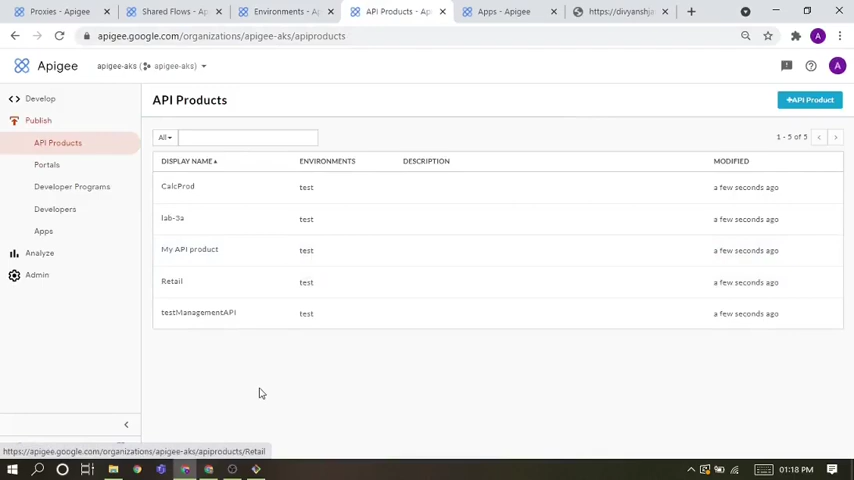 Proxies - Apigee
Shared Flows - Ap
Environments - Api
API Products - Api
Apps - Apigee
https://divyanshja
apigee.google.com/organizations/apigee-aks/apiproducts
A
Apigee
apigee-aks ( apigee-aks)
A
Develop
Publish
API Products
Portals
Developer Programs
Developers
Apps
Analyze
Admin
API Products
+API Product
All
1 - 5 of 5
DISPLAY NAME ENVIRONMENTS DESCRIPTION MODIFIED
CalcProd test a few seconds ago
lab-3a test a few seconds ago
My API product test a few seconds ago
Retail test a few seconds ago
testManagementAPI test a few seconds ago
https://apigee.google.com/organizations/apigee-aks/apiproducts/Retail
01:18 PM